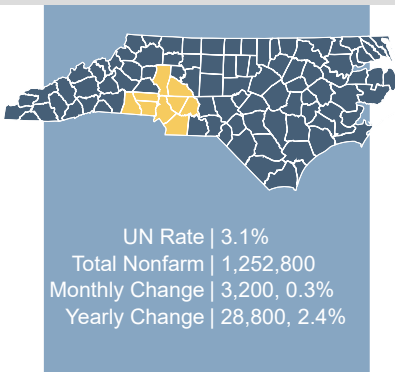 UN Rate | 3.1%
Total Nonfarm | 1,252,800
Monthly Change | 3,200, 0.3%
Yearly Change | 28,800, 2.4%